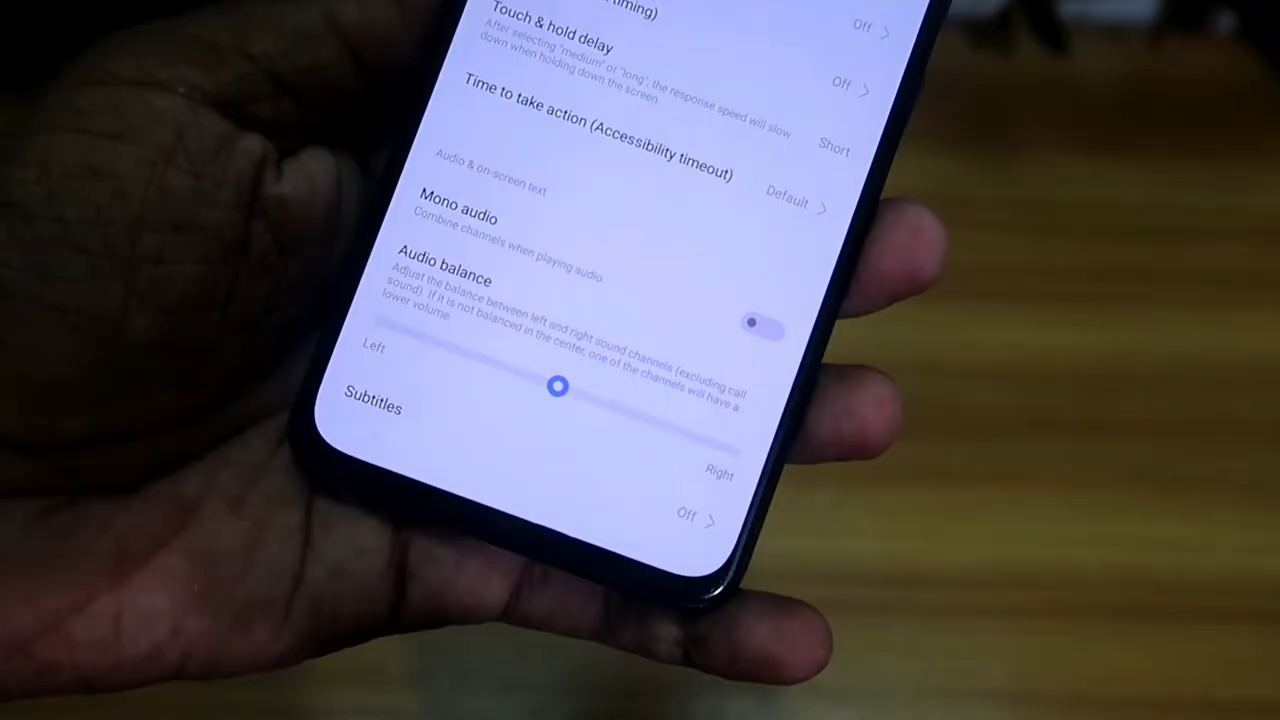 timing)
Off
Touch & hold delay
After selecting "medium" or "long", the response speed will slow
down when holding down the screen.
Off
Short
Time to take action (Accessibility timeout)
Default
Audio & on-screen text
Mono audio
Combine channels when playing audio
Audio balance
Adjust the balance between left and right sound channels (excluding call
sound). If it is not balanced in the center, one of the channels will have a
lower volume
Left
Right
Subtitles
Off